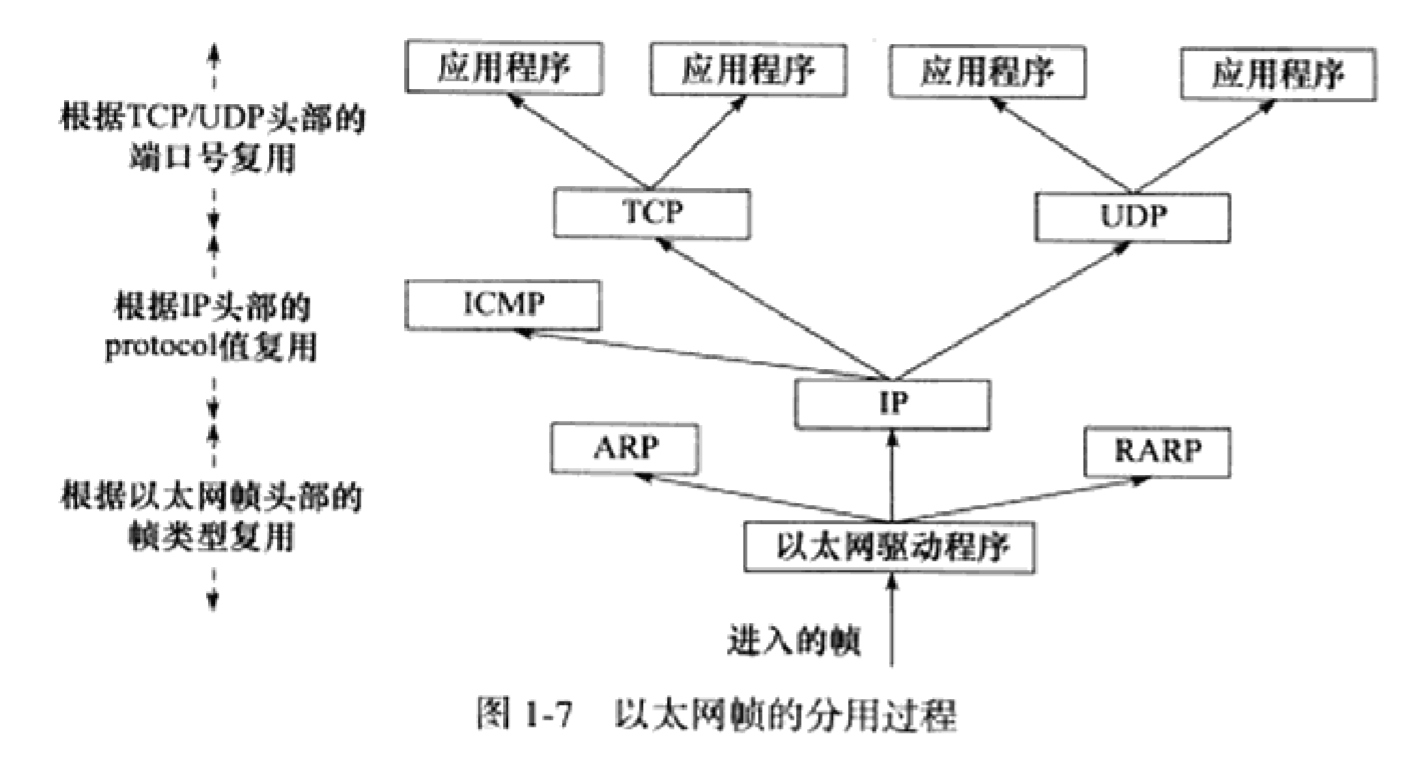 应用程序
应用程序
应用程序
应用程序
根据TCP/UDP头部的
端口号复用
TCP
UDP
ICMP
根据IP头部的
protocol值复用
IP
ARP
RARP
根据以太网帧头部的
帧类型复用
以太网驱动程序
进入的帧
图 1-7 以太网帧的分用过程